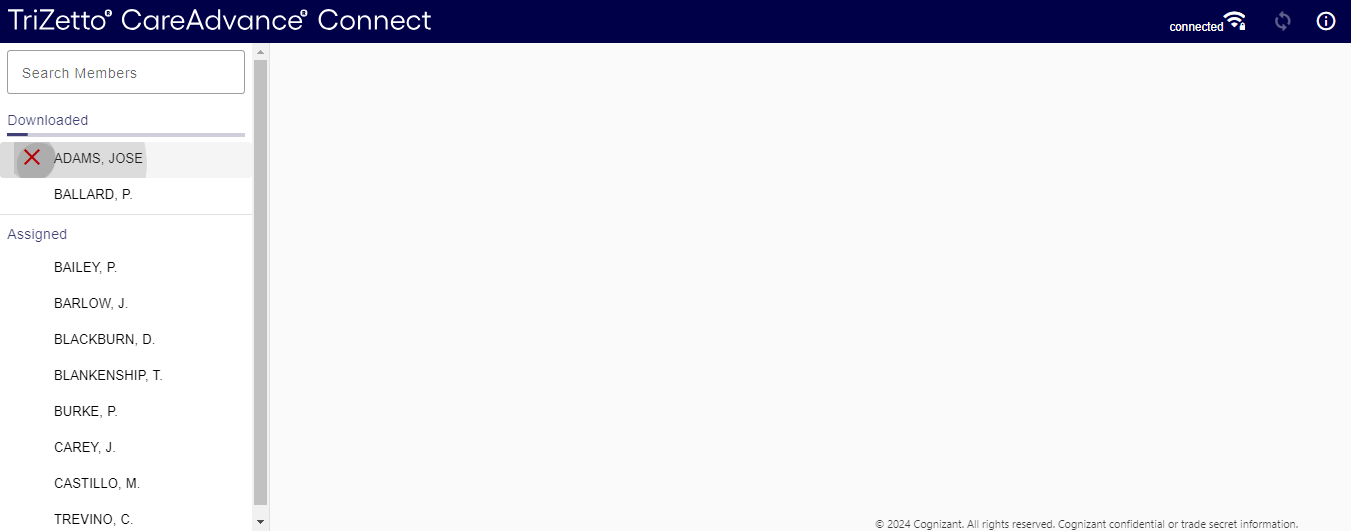 TriZetto® CareAdvance® Connect
connected
Search Members
Downloaded
ADAMS, JOSE
BALLARD, P.
Assigned
BAILEY, P.
BARLOW, J.
BLACKBURN, D.
BLANKENSHIP, T.
BURKE, P.
CAREY, J.
CASTILLO, M.
TREVINO, C.
© 2024 Cognizant. All rights reserved. Cognizant confidential or trade secret information.